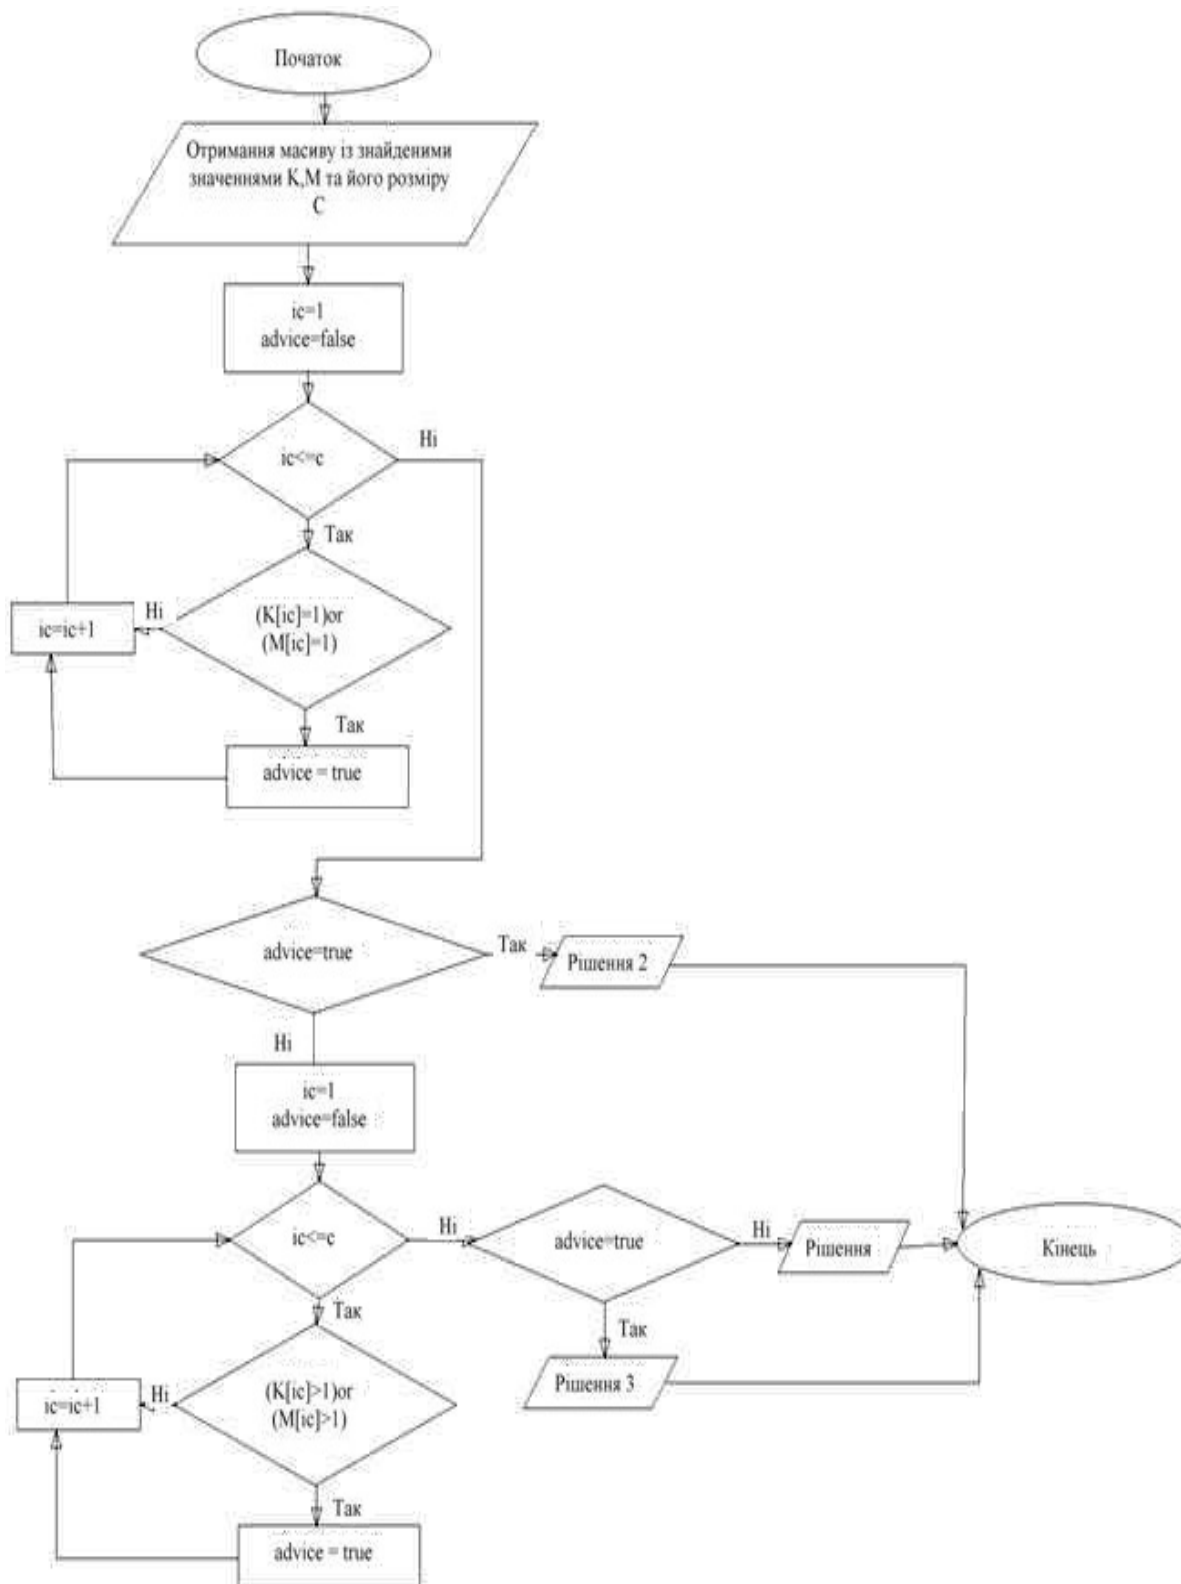 Початок
Отримання масиву із знайденими
значеннями K,M та його розміру
C
ic=1
advice=false
ic<=c
Ні
Так
(K[ic]=1)or
(M[ic]=1)
Ні
ic=ic+1
Так
advice = true
advice=true
Так
Рішення 2
Ні
ic=1
advice=false
ic<=c
Ні
advice=true
Ні
Рішення
Кінець
Так
Так
Рішення 3
(K[ic]>1)or
(M[ic]>1)
Ні
ic=ic+1
Так
advice = true